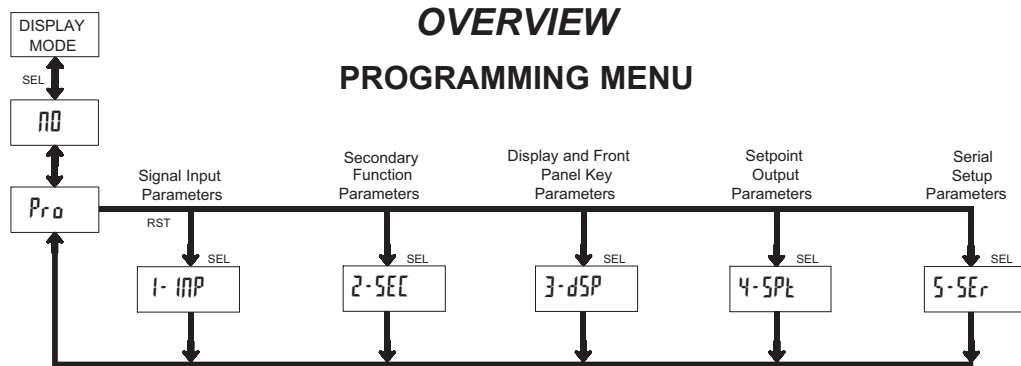 OVERVIEW
PROGRAMMING MENU
DISPLAY
MODE
SEL
NO
Pro
Signal Input
Parameters
Secondary
Function
Parameters
Display and Front
Panel Key
Parameters
Setpoint
Output
Parameters
Serial
Setup
Parameters
RST
SEL
SEL
SEL
SEL
SEL
1-INP
2-SEC
3-dSP
4-SPt
5-SEr